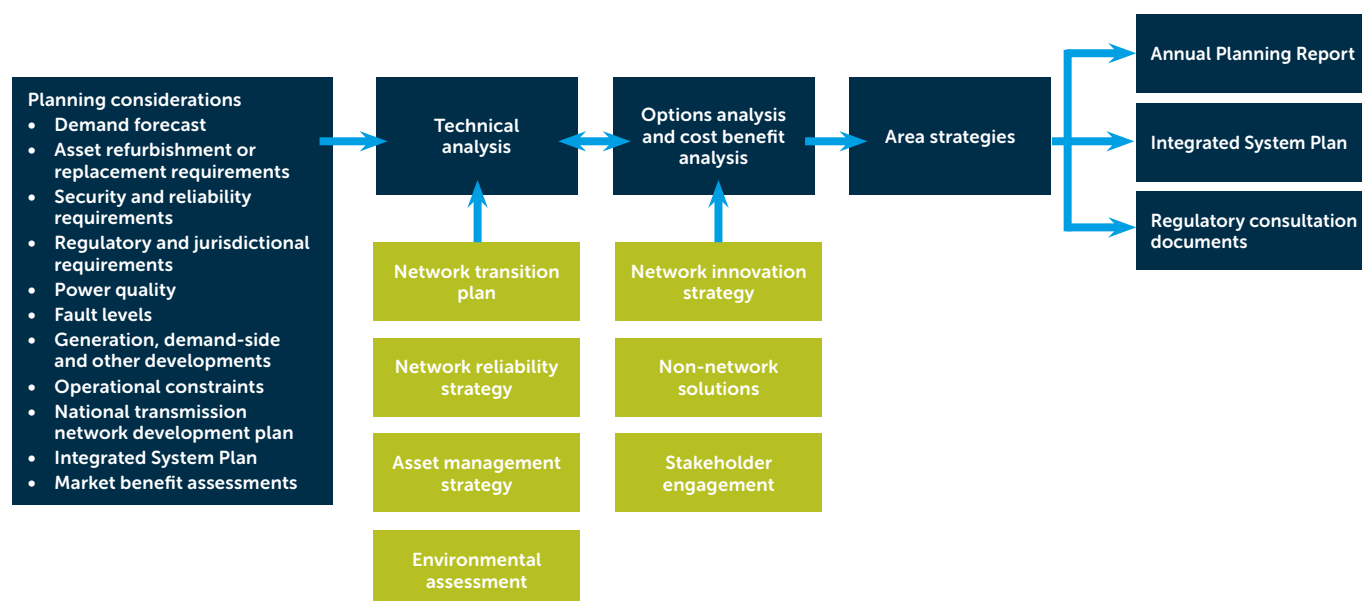 Planning considerations
• Demand forecast
• Asset refurbishment or
replacement requirements
• Security and reliability
requirements
• Regulatory and jurisdictional
requirements
• Power quality
• Fault levels
• Generation, demand-side
and other developments
• Operational constraints
• National transmission
network development plan
• Integrated System Plan
• Market benefit assessments
Technical
analysis
Network transition
plan
Network reliability
strategy
Asset management
strategy
Environmental
assessment
Options analysis
and cost benefit
analysis
Network innovation
strategy
Non-network
solutions
Stakeholder
engagement
Area strategies
Annual Planning Report
Integrated System Plan
Regulatory consultation
documents